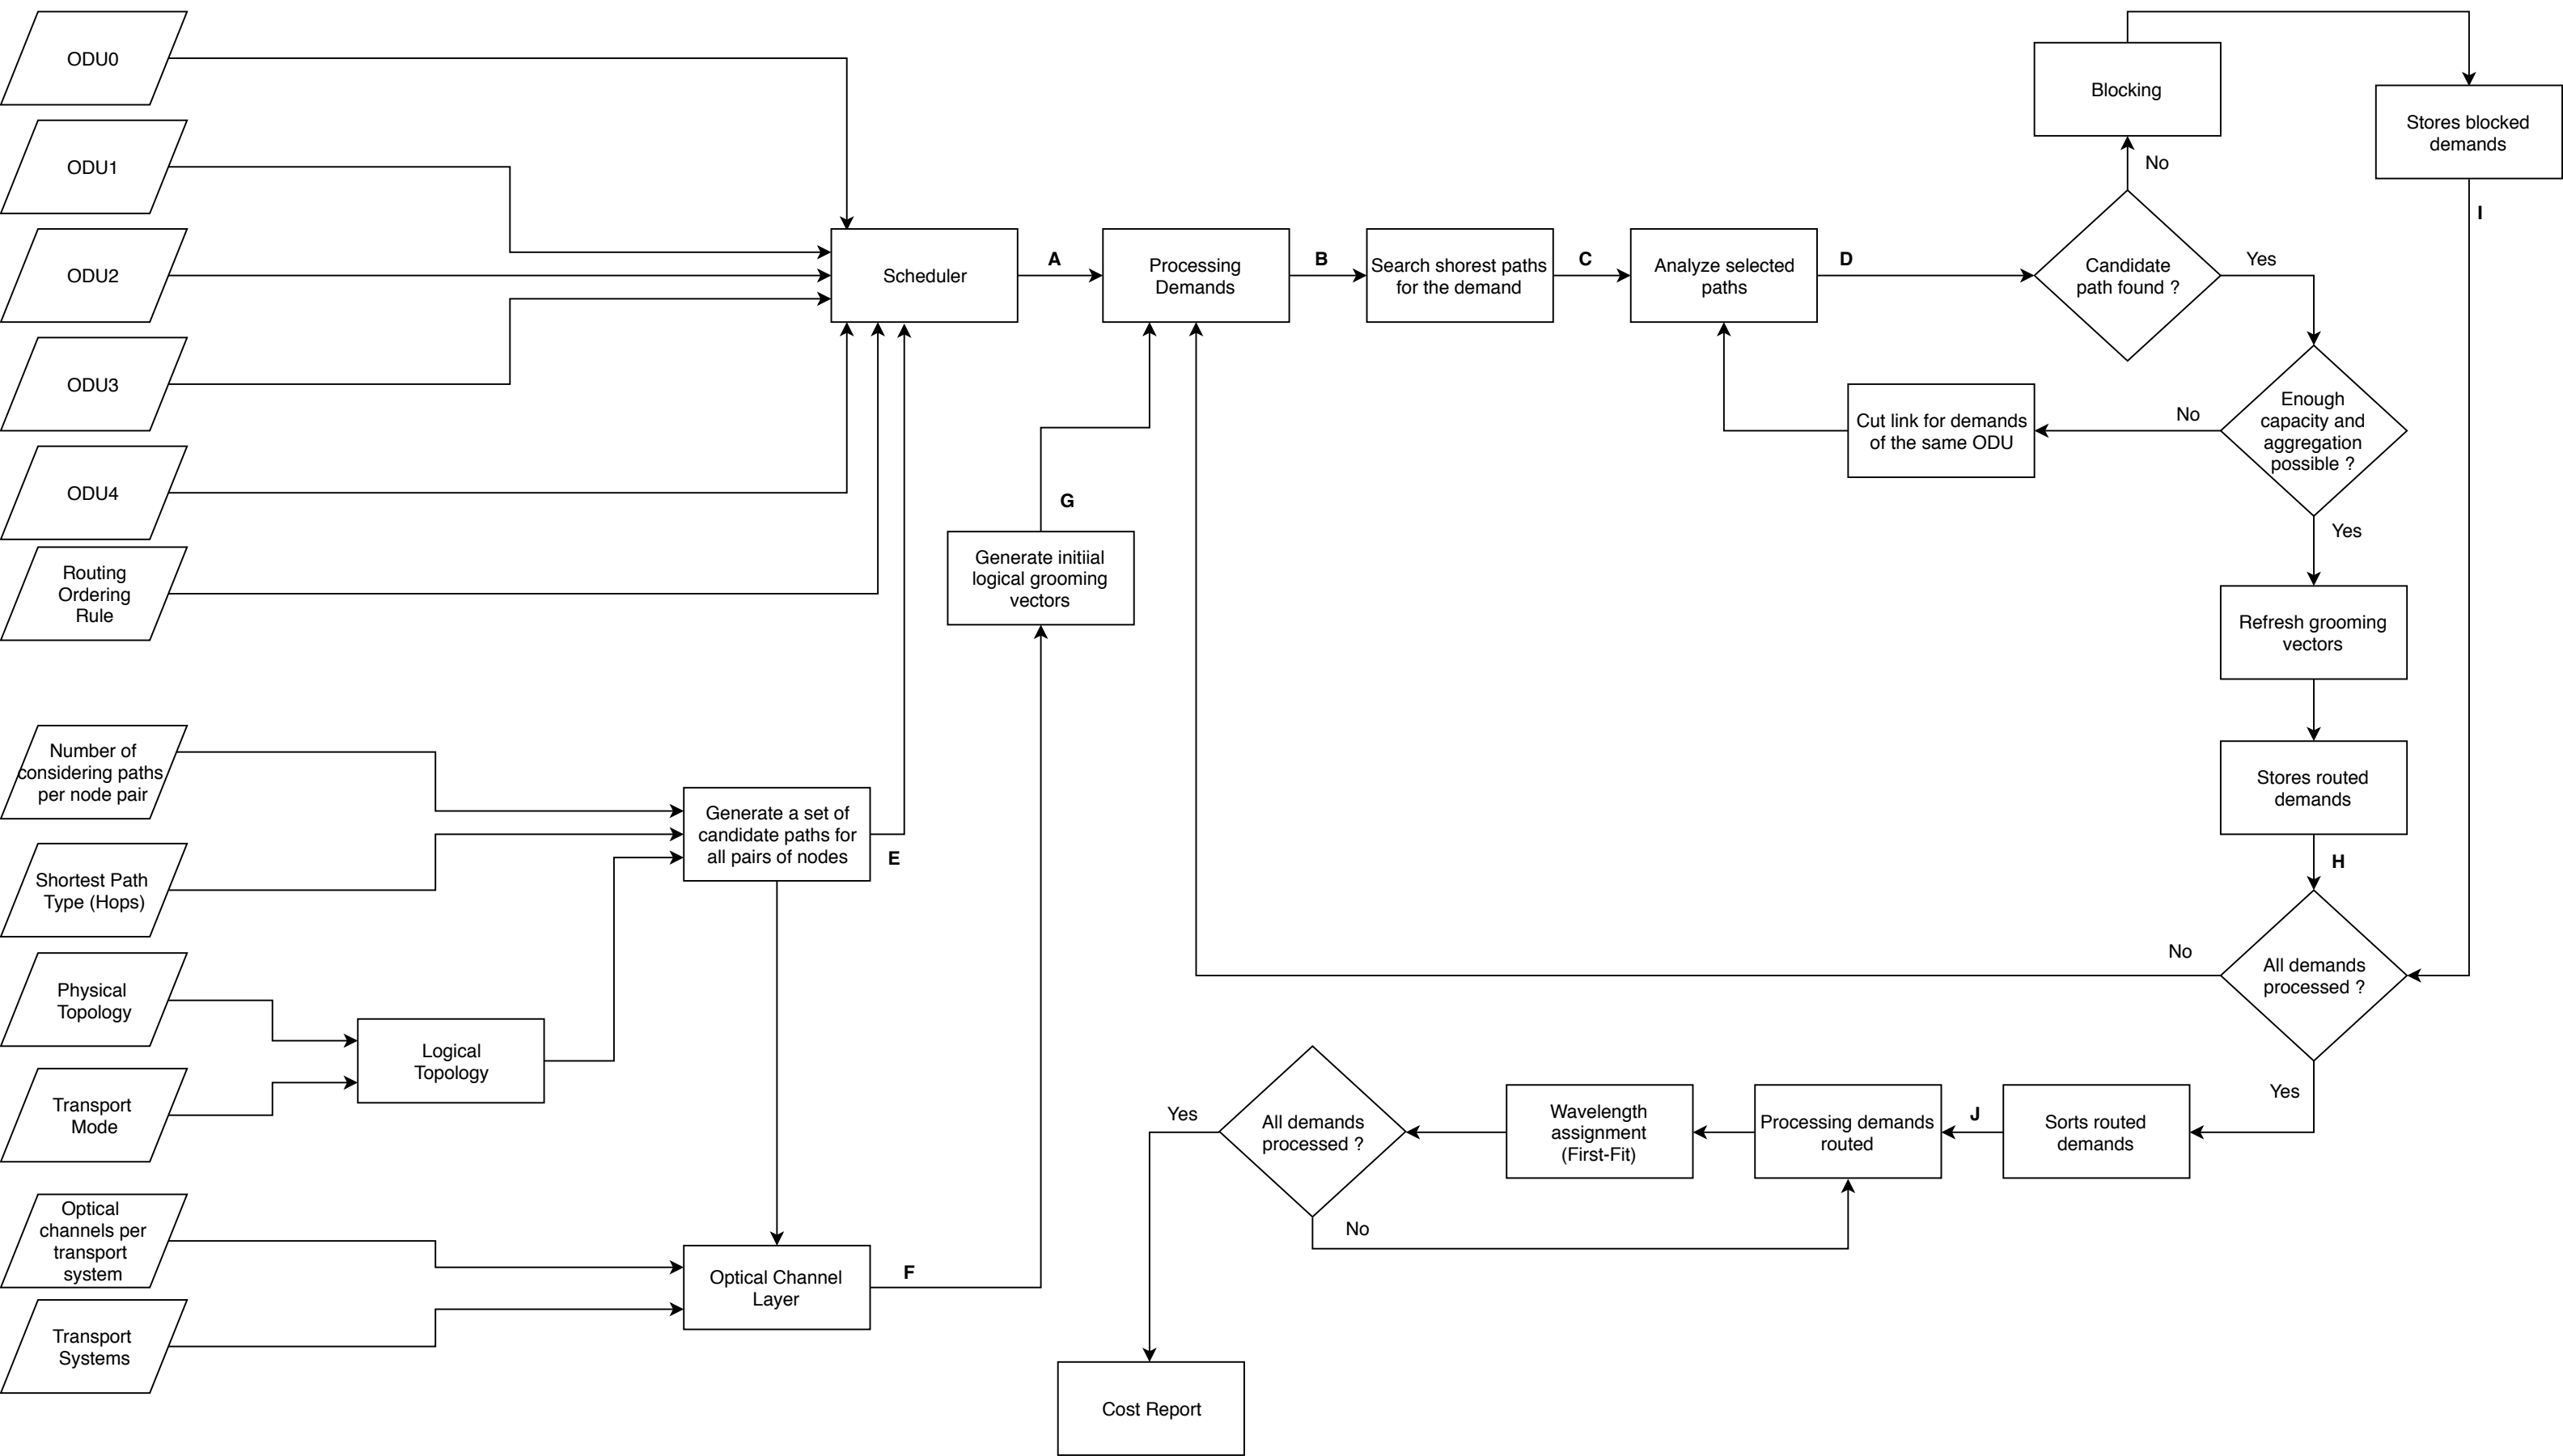 ODU0
ODU1
ODU2
ODU3
ODU4
Routing
Ordering
Rule
Number of
considering paths
per node pair
Shortest Path
Type (Hops)
Physical
Topology
Transport
Mode
Optical
channels per
transport
system
Transport
Systems
Logical
Topology
Generate a set of
candidate paths for
all pairs of nodes
E
Optical Channel
Layer
F
Scheduler
A
Generate initiial
logical grooming
vectors
G
Processing
Demands
B
Search shorest paths
for the demand
C
Analyze selected
paths
D
Candidate
path found ?
No
Blocking
Stores blocked
demands
I
Yes
Enough
capacity and
aggregation
possible ?
No
Cut link for demands
of the same ODU
Yes
Refresh grooming
vectors
Stores routed
demands
H
All demands
processed ?
No
Yes
Sorts routed
demands
J
Processing demands
routed
Wavelength
assignment
(First-Fit)
All demands
processed ?
No
Yes
Cost Report